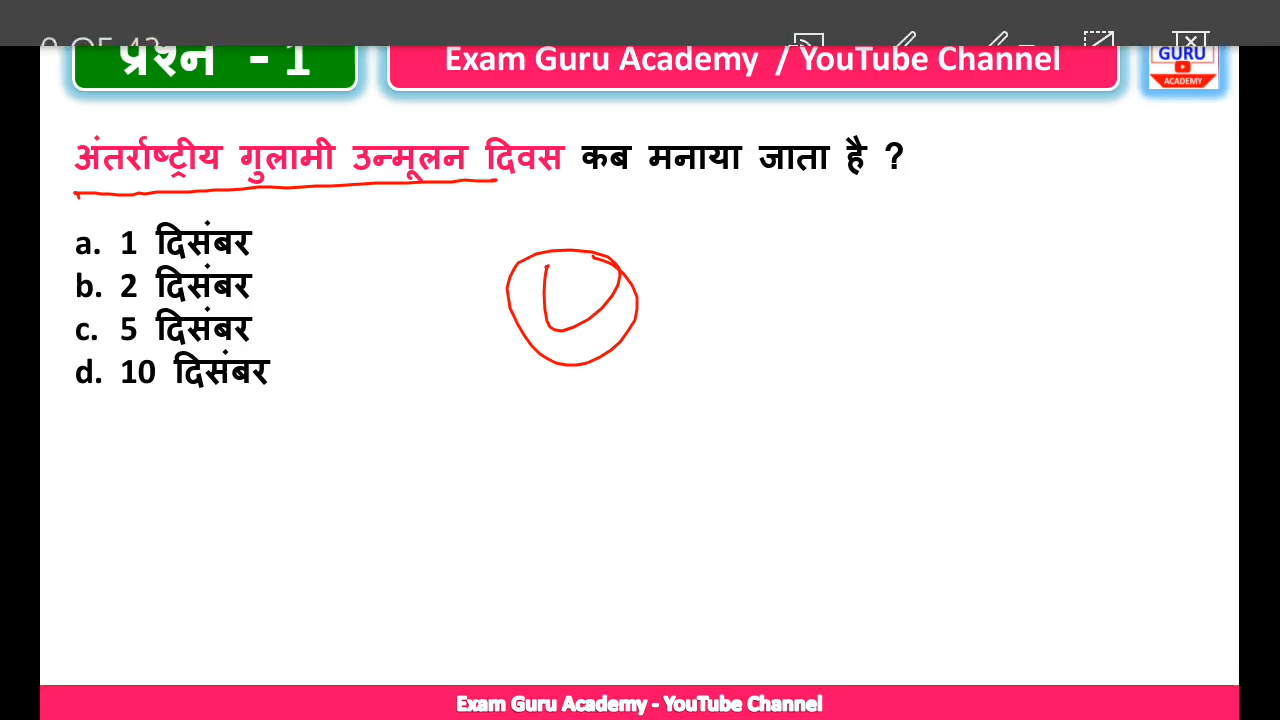 प्रश्न - 1
Exam Guru Academy / YouTube Channel
GURU
ACADEMY
अंतर्राष्ट्रीय गुलामी उन्मूलन दिवस कब मनाया जाता है ?
a. 1 दिसंबर
b. 2 दिसंबर
c. 5 दिसंबर
d. 10 दिसंबर
Exam Guru Academy - YouTube Channel